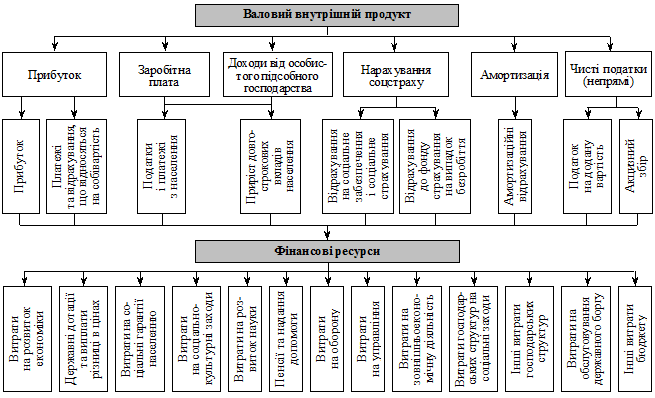 Валовий внутрішній продукт
Прибуток
Заробітна
плата
Доходи від особис-
того підсобного
господарства
Нарахування
соцстраху
Амортизація
Чисті податки
(непрямі)
Прибуток
Платежі
та відрахування,
що відносяться
на собівартість
Податки
і платежі
з населення
Приріст довго-
строкових
вкладів
населення
Відрахування
на соціальне
забезпечення
і соціальне
страхування
Відрахування
до фонду
страхування
на випадок
безробіття
Амортизаційні
відрахування
Податок
на додану
вартість
Акцизний
збір
Фінансові ресурси
Витрати
на розвиток
економіки
Державні дотації
та виплати
різниці в цінах
Витрати на со-
ціальні гарантії
населенню
Витрати
на соціально-
культурні заходи
Витрати на роз-
виток науки
Пенсії та надання
допомоги
Витрати
на оборону
Витрати
на управління
Витрати на
зовнішньоеконо-
мічну діяльність
Витрати господар-
ських структур на
соціальні заходи
Інші витрати
господарських
структур
Витрати на
обслуговування
державного боргу
Інші витрати
бюджету